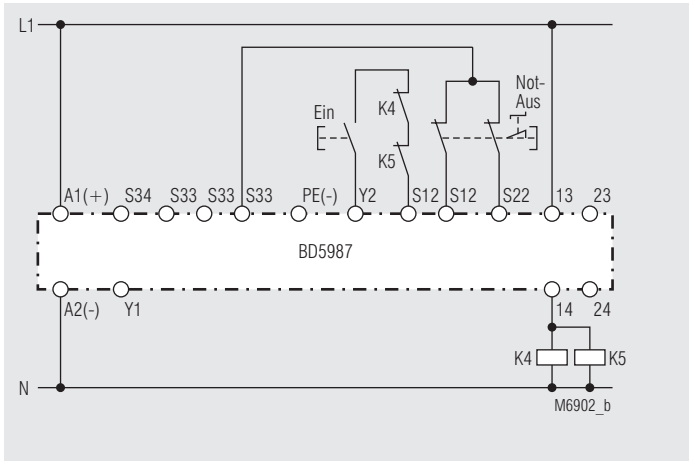 L1
Not-
Aus
Ein
K4
K5
A1(+) S34 S33 S33 S33 PE(-) Y2 S12 S12 S22 13 23
BD5987
A2(-) Y1 14 24
K4 K5
N
M6902_b